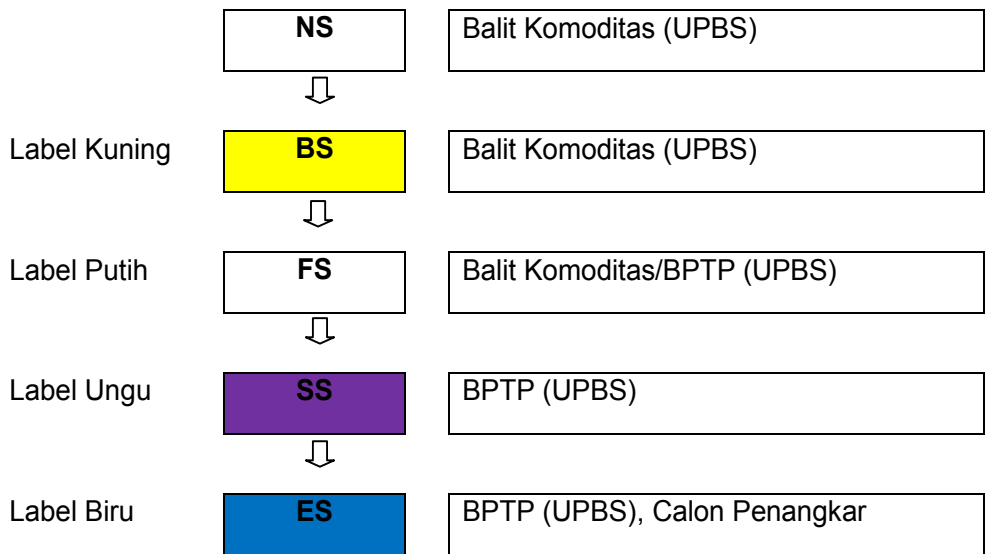 NS Balit Komoditas (UPBS)
Label Kuning BS Balit Komoditas (UPBS)
Label Putih FS Balit Komoditas/BPTP (UPBS)
Label Ungu SS BPTP (UPBS)
Label Biru ES BPTP (UPBS), Calon Penangkar